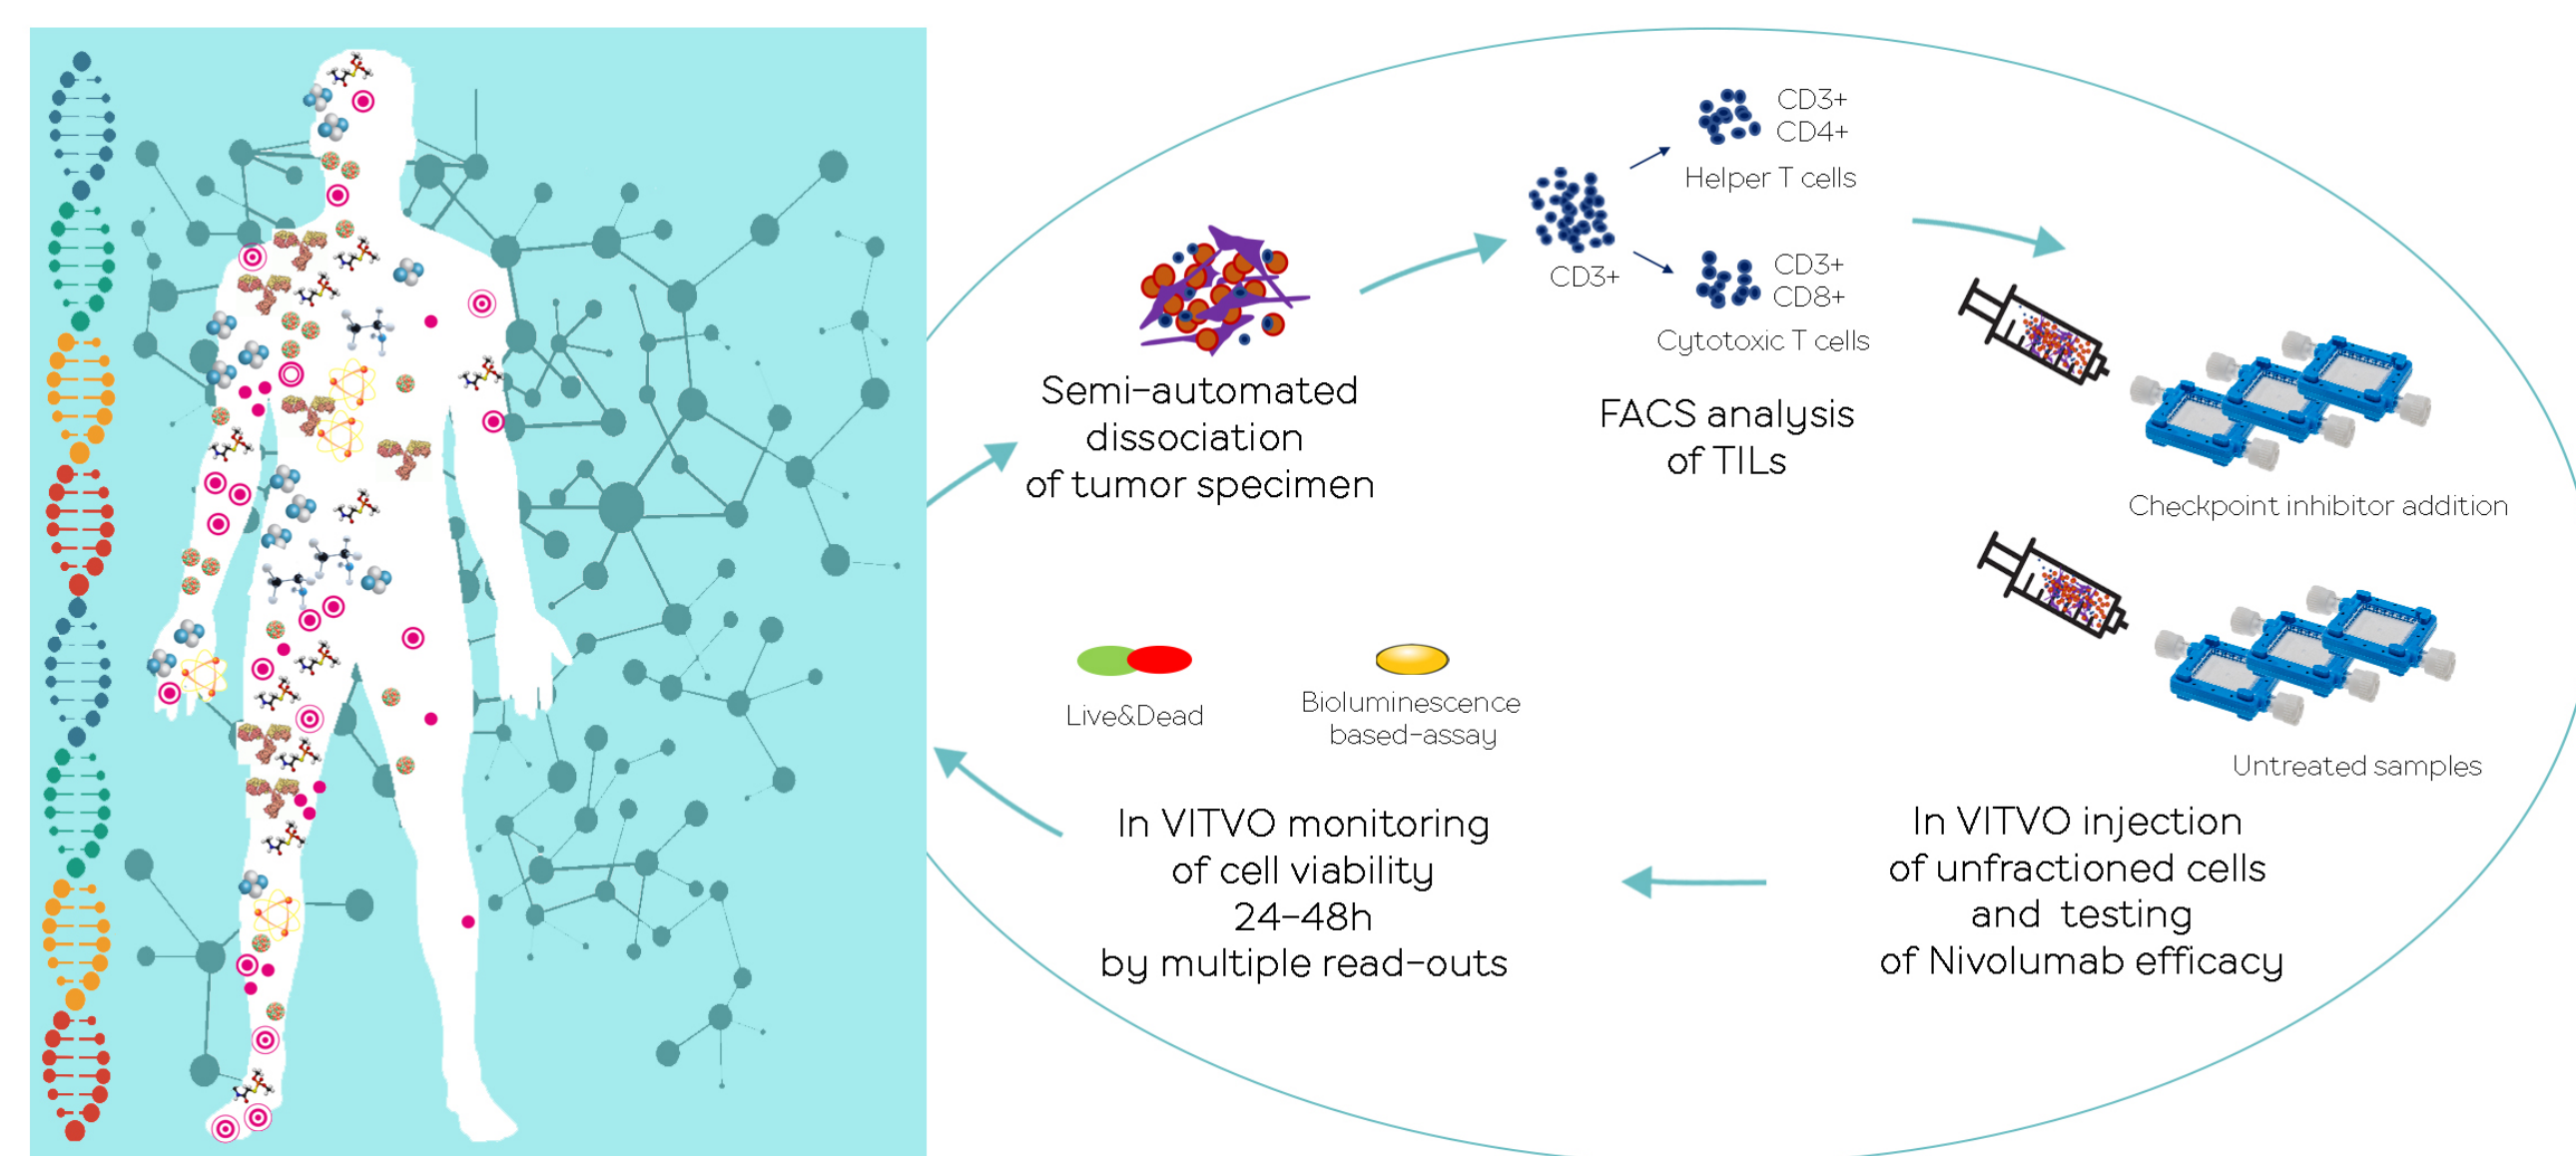 Semi-automated
dissociation
of tumor specimen
CD3+
CD3+
CD4+
Helper T cells
CD3+
CD8+
Cytotoxic T cells
FACS analysis
of TILs
Checkpoint inhibitor addition
Untreated samples
In VITVO injection
of unfractioned cells
and testing
of Nivolumab efficacy
Live&Dead
Bioluminescence
based-assay
In VITVO monitoring
of cell viability
24-48h
by multiple read-outs